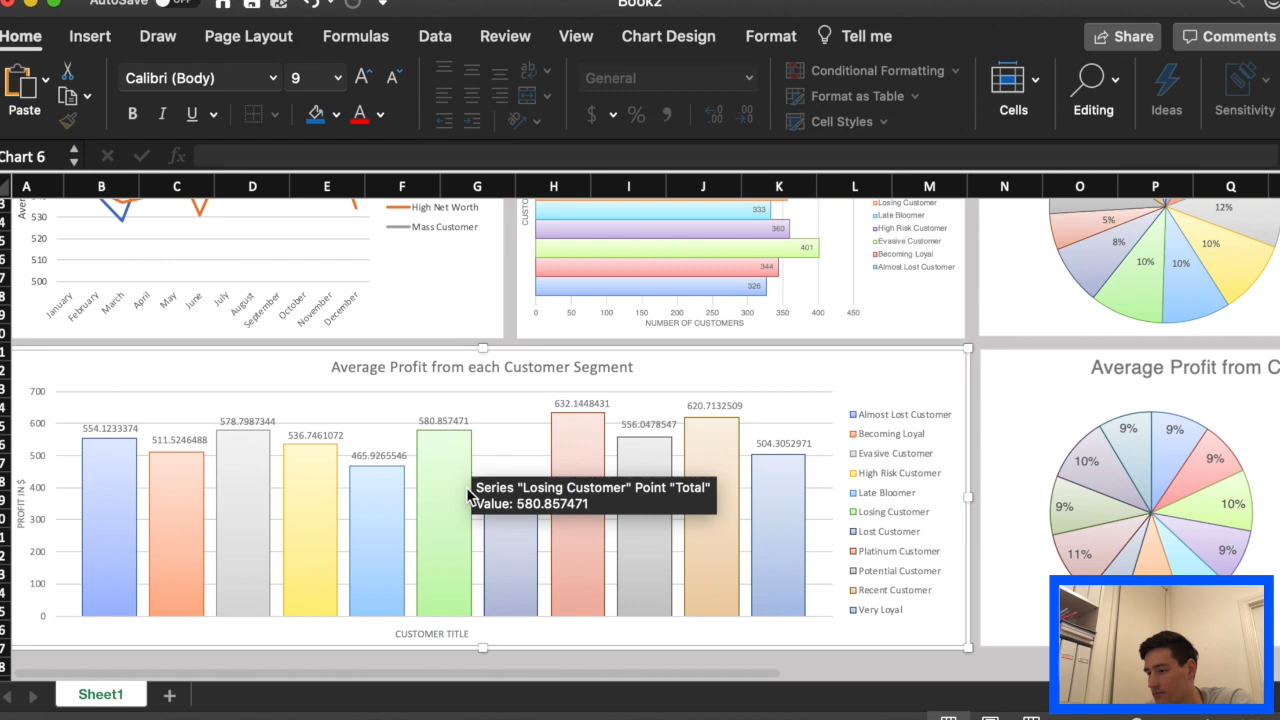 AutoSave OFF
Book2
Home Insert Draw Page Layout Formulas Data Review View Chart Design Format Tell me Share Comments
Paste
Calibri (Body) 9 A A
B I U A
ab
General
$ % 9
Conditional Formatting
Format as Table
Cell Styles
Cells
Editing
Ideas
Sensitivity
Chart 6 fx
A B C D E F G H I J K L M N O P Q
530
520
510
500
January
February
March
April
May
June
July
August
September
October
November
December
High Net Worth
Mass Customer
333
360
401
344
326
0 50 100 150 200 250 300 350 400 450
NUMBER OF CUSTOMERS
Losing Customer
Late Bloomer
High Risk Customer
Evasive Customer
Becoming Loyal
Almost Lost Customer
5%
8%
10%
10%
10%
12%
Average Profit from each Customer Segment
PROFIT IN $
700
600
500
400
300
200
100
0
554.1233374
511.5246488
578.7987344
536.7461072
465.9265546
580.857471
632.1448431
556.0478547
620.7132509
504.3052971
CUSTOMER TITLE
Series "Losing Customer" Point "Total"
Value: 580.857471
Almost Lost Customer
Becoming Loyal
Evasive Customer
High Risk Customer
Late Bloomer
Losing Customer
Lost Customer
Platinum Customer
Potential Customer
Recent Customer
Very Loyal
Average Profit from C
9%
9%
9%
10%
10%
9%
9%
11%
Sheet1